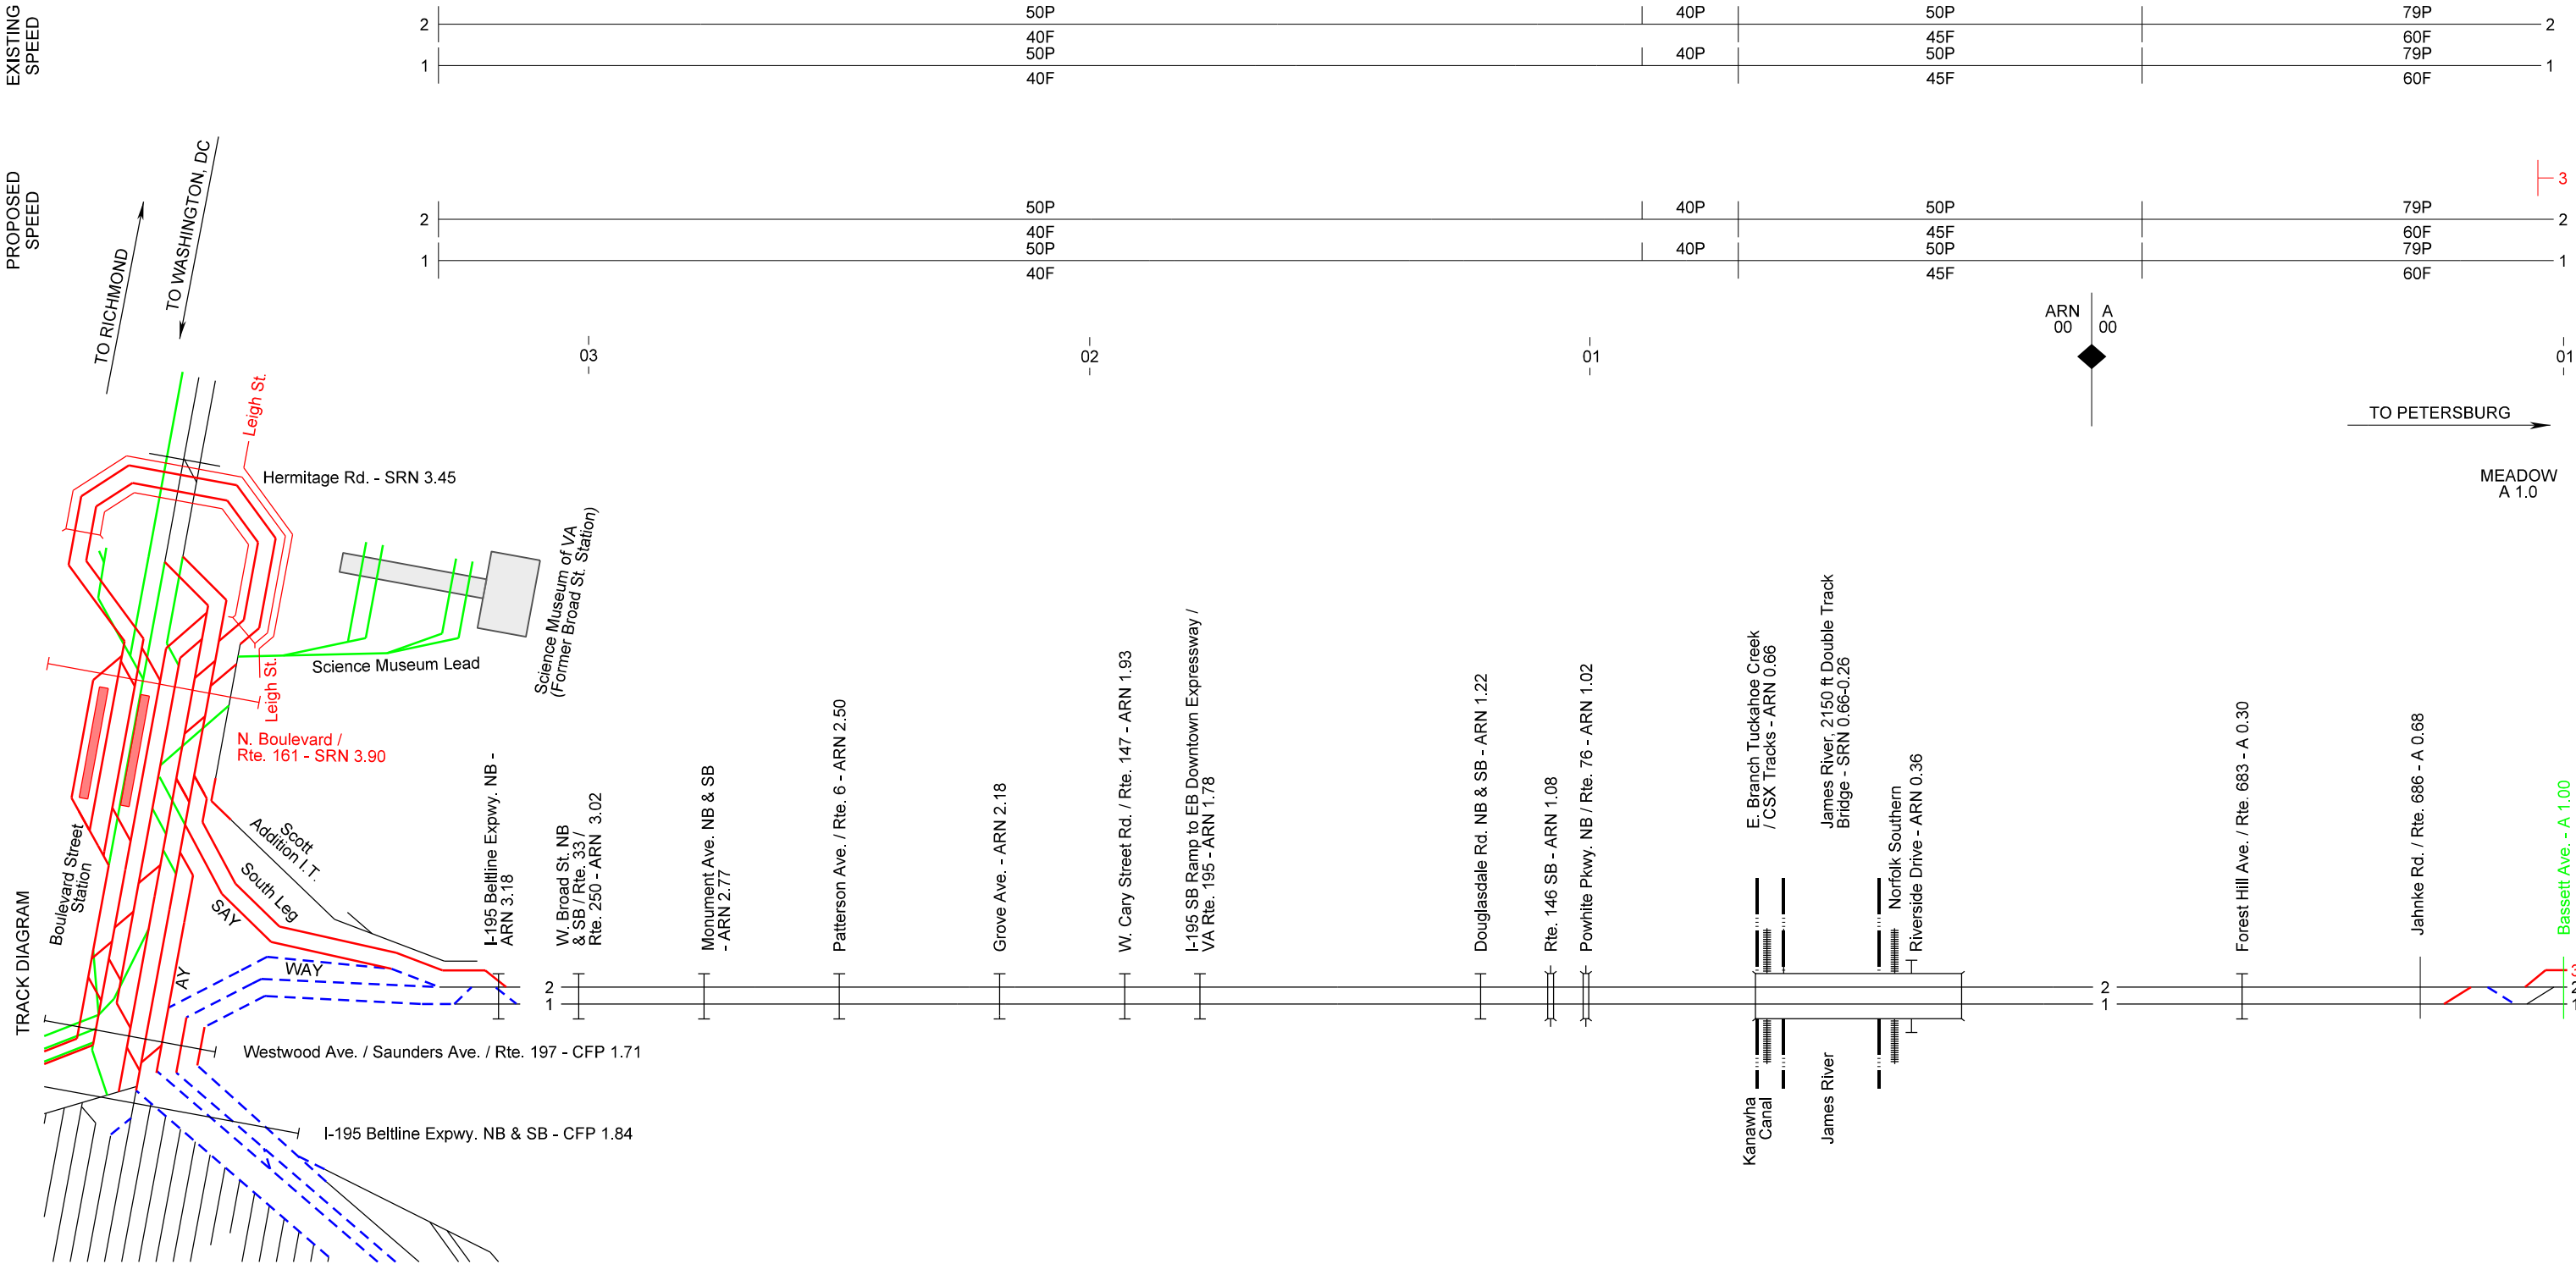 EXISTING
SPEED
50P
40P
50P
79P
2
2
40F
45F
60F
50P
40P
50P
79P
1
1
40F
45F
60F
PROPOSED
SPEED
3
50P
40P
50P
79P
2
2
40F
45F
60F
50P
40P
50P
79P
1
1
40F
45F
60F
TO RICHMOND
TO WASHINGTON, DC
03
02
01
ARN
00
A
00
01
TO PETERSBURG
MEADOW
A 1.0
Leigh St.
Hermitage Rd. - SRN 3.45
Science Museum of VA
(Former Broad St. Station)
Science Museum Lead
Leigh St.
N. Boulevard /
Rte. 161 - SRN 3.90
TRACK DIAGRAM
Boulevard Street
Station
Scott
Addition I.T.
South Leg
SAY
WAY
AY
I-195 Beltline Expwy. NB -
ARN 3.18
W. Broad St. NB
& SB / Rte. 33 /
Rte. 250 - ARN 3.02
Monument Ave. NB & SB
- ARN 2.77
Patterson Ave. / Rte. 6 - ARN 2.50
Grove Ave. - ARN 2.18
W. Cary Street Rd. / Rte. 147 - ARN 1.93
I-195 SB Ramp to EB Downtown Expressway /
VA Rte. 195 - ARN 1.78
Douglasdale Rd. NB & SB - ARN 1.22
Rte. 146 SB - ARN 1.08
Powhite Pkwy. NB / Rte. 76 - ARN 1.02
E. Branch Tuckahoe Creek
/ CSX Tracks - ARN 0.66
James River, 2150 ft Double Track
Bridge - SRN 0.66-0.26
Norfolk Southern
Riverside Drive - ARN 0.36
Forest Hill Ave. / Rte. 683 - A 0.30
Jahnke Rd. / Rte. 686 - A 0.68
Bassett Ave. - A 1.00
2
1
2
1
3
2
Kanawha
Canal
James River
Westwood Ave. / Saunders Ave. / Rte. 197 - CFP 1.71
I-195 Beltline Expwy. NB & SB - CFP 1.84